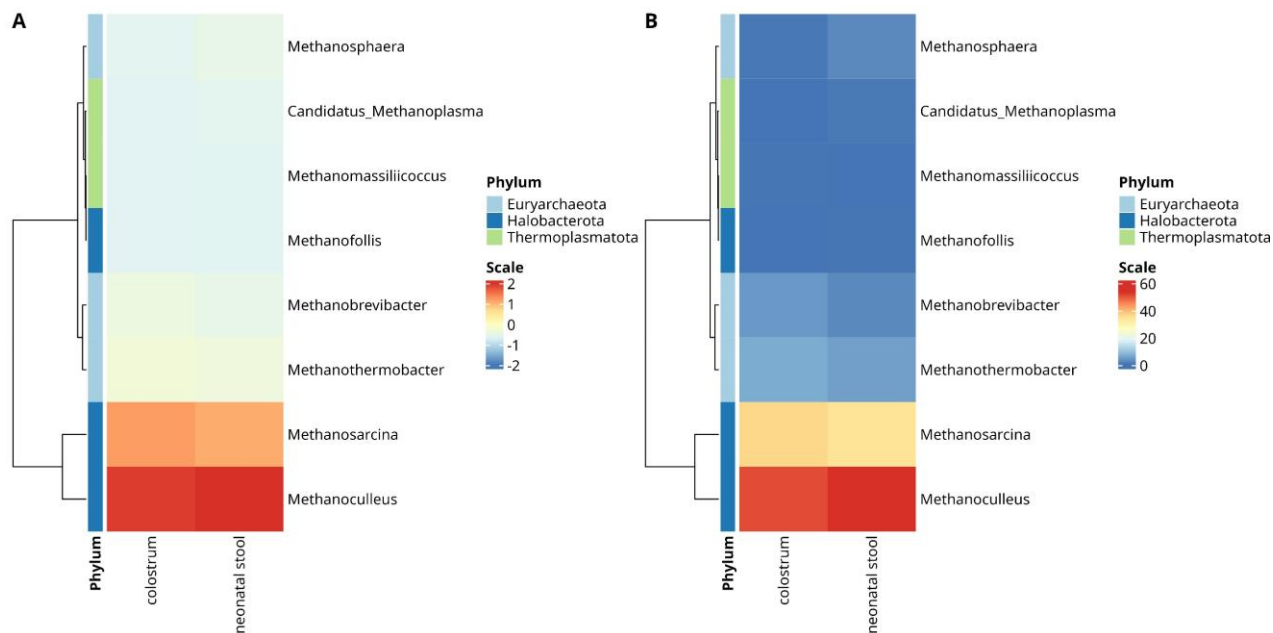 A
Methanosphaera
Candidatus_Methanoplasma
Methanomassiliicoccus
Methanofollis
Methanobrevibacter
Methanothermobacter
Methanosarcina
Methanoculleus
Phylum
colostrum
neonatal stool
Phylum
Euryarchaeota
Halobacterota
Thermoplasmatota
Scale
2
1
0
-1
-2
B
Methanosphaera
Candidatus_Methanoplasma
Methanomassiliicoccus
Methanofollis
Methanobrevibacter
Methanothermobacter
Methanosarcina
Methanoculleus
Phylum
colostrum
neonatal stool
Phylum
Euryarchaeota
Halobacterota
Thermoplasmatota
Scale
60
40
20
0